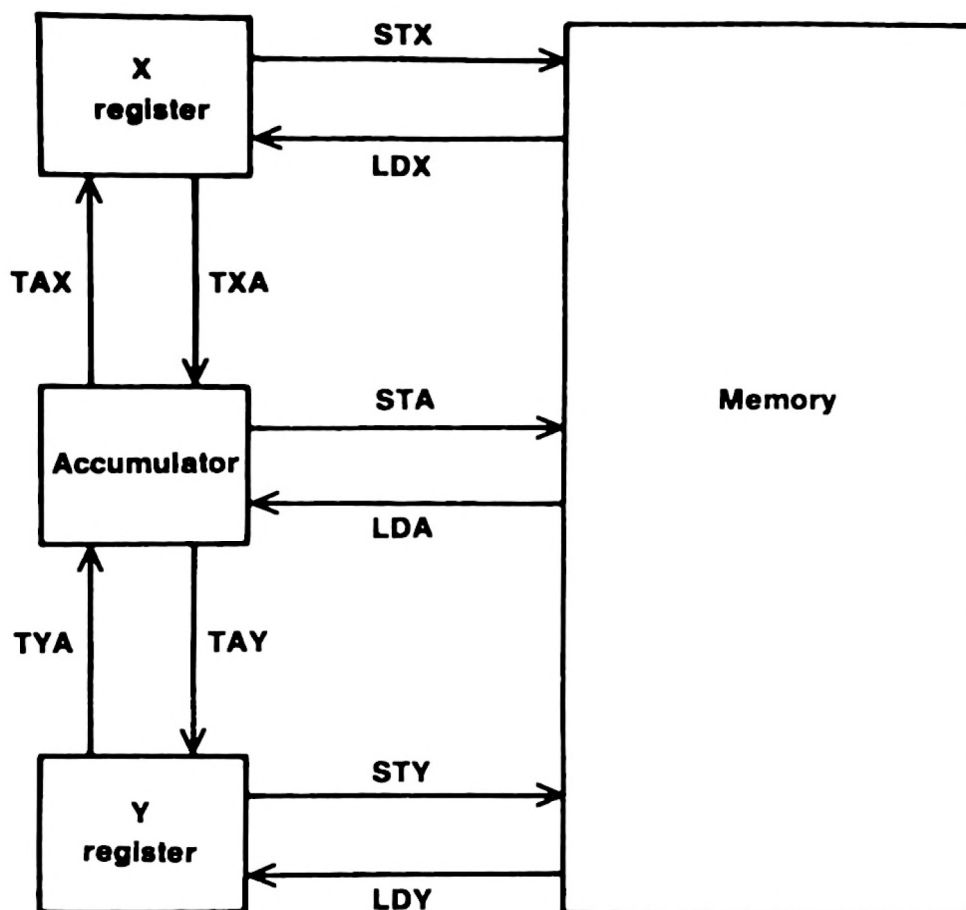 STX
X
register
LDX
TAX
TXA
STA
Memory
Accumulator
LDA
TYA
TAY
STY
Y
register
LDY